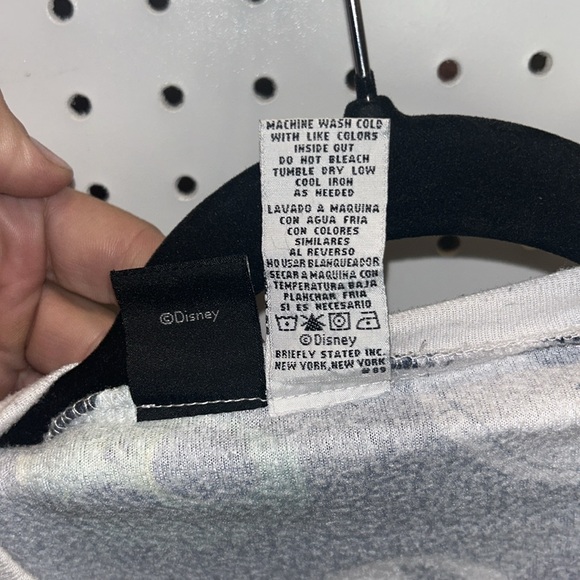 MACHINE WASH COLD
WITH LIKE COLORS
INSIDE OUT
DO NOT BLEACH
TUMBLE DRY LOW
COOL IRON
AS NEEDED
LAVADO A MAQUINA
CON AGUA FRIA
CON COLORES
SIMILARES
AL REVERSO
NO USAR BLANQUEADOR
SECAR A MAQUINA CON
TEMPERATURA BAJA
PLANCHAR FRIA
SI ES NECESARIO
©Disney
BRIEFLY STATED INC.
NEW YORK, NEW YORK
#89
©Disney